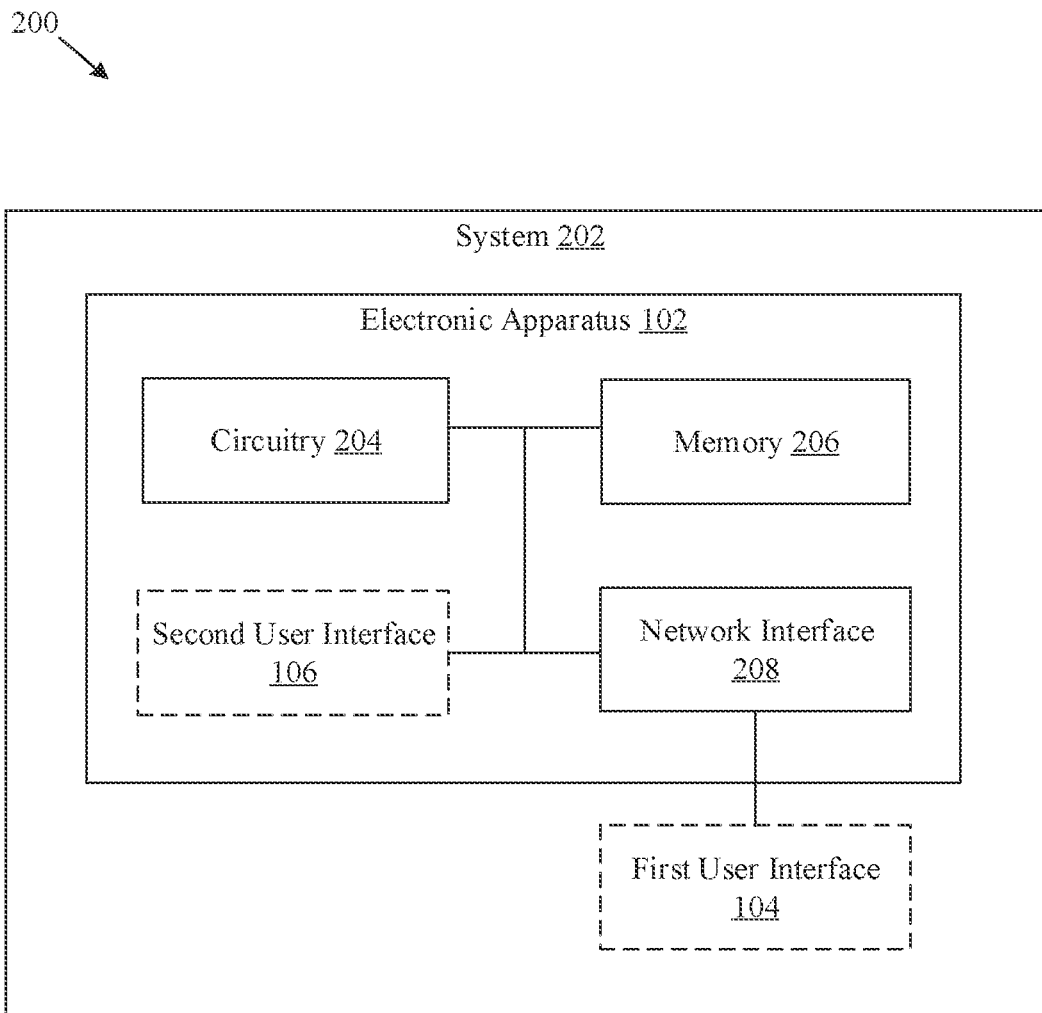 200
System 202
Electronic Apparatus 102
Circuitry 204
Memory 206
Second User Interface
106
Network Interface
208
First User Interface
104